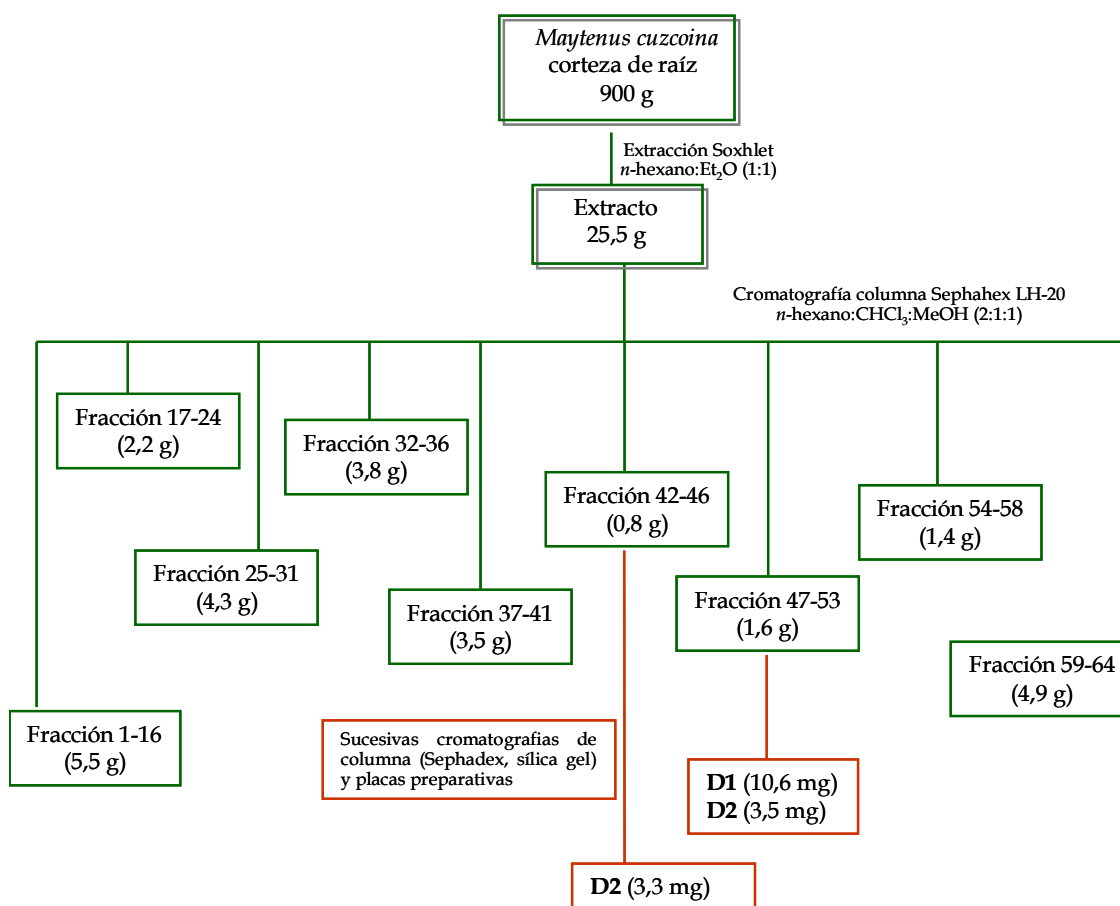 Maytenus cuzcoina
corteza de raíz
900 g
Extracción Soxhlet
n-hexano:Et₂O (1:1)
Extracto
25,5 g
Cromatografía columna Sephahex LH-20
n-hexano:CHCl₃:MeOH (2:1:1)
Fracción 17-24
(2,2 g)
Fracción 32-36
(3,8 g)
Fracción 42-46
(0,8 g)
Fracción 54-58
(1,4 g)
Fracción 25-31
(4,3 g)
Fracción 37-41
(3,5 g)
Fracción 47-53
(1,6 g)
Fracción 59-64
(4,9 g)
Fracción 1-16
(5,5 g)
Sucesivas cromatografias de
columna (Sephadex, sílica gel)
y placas preparativas
D1 (10,6 mg)
D2 (3,5 mg)
D2 (3,3 mg)